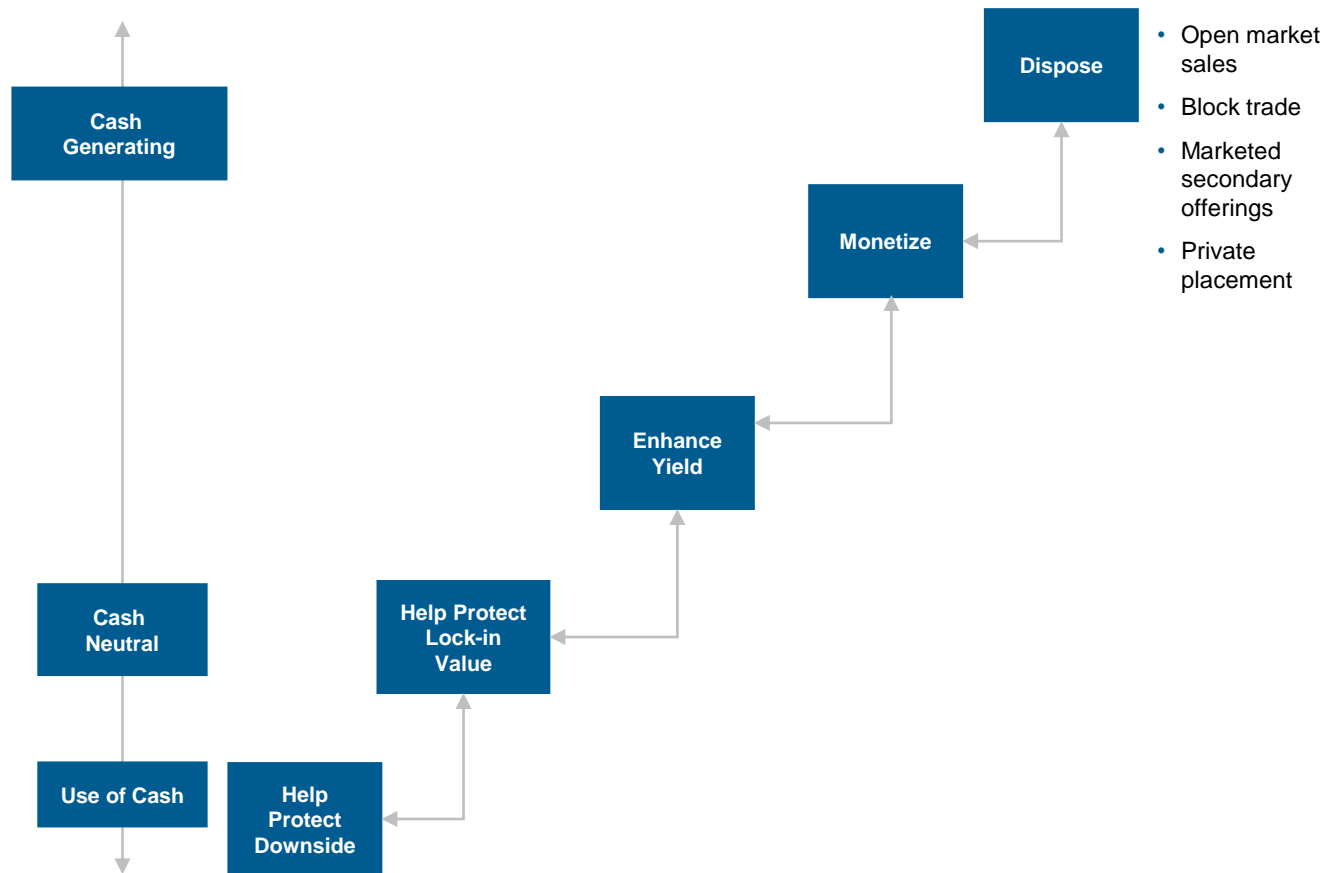 Dispose
• Open market
sales
• Block trade
• Marketed
secondary
offerings
• Private
placement
Cash
Generating
Monetize
Enhance
Yield
Cash
Neutral
Help Protect
Lock-in
Value
Use of Cash
Help
Protect
Downside